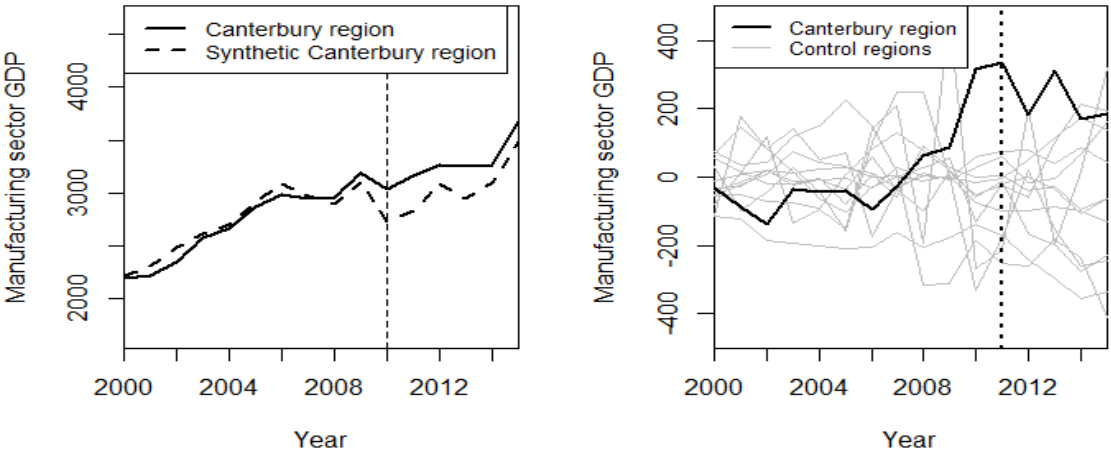 Canterbury region
Synthetic Canterbury region
Manufacturing sector GDP
4000
3000
2000
2000 2004 2008 2012
Year
Canterbury region
Control regions
Manufacturing sector GDP
400
200
0
-200
-400
2000 2004 2008 2012
Year